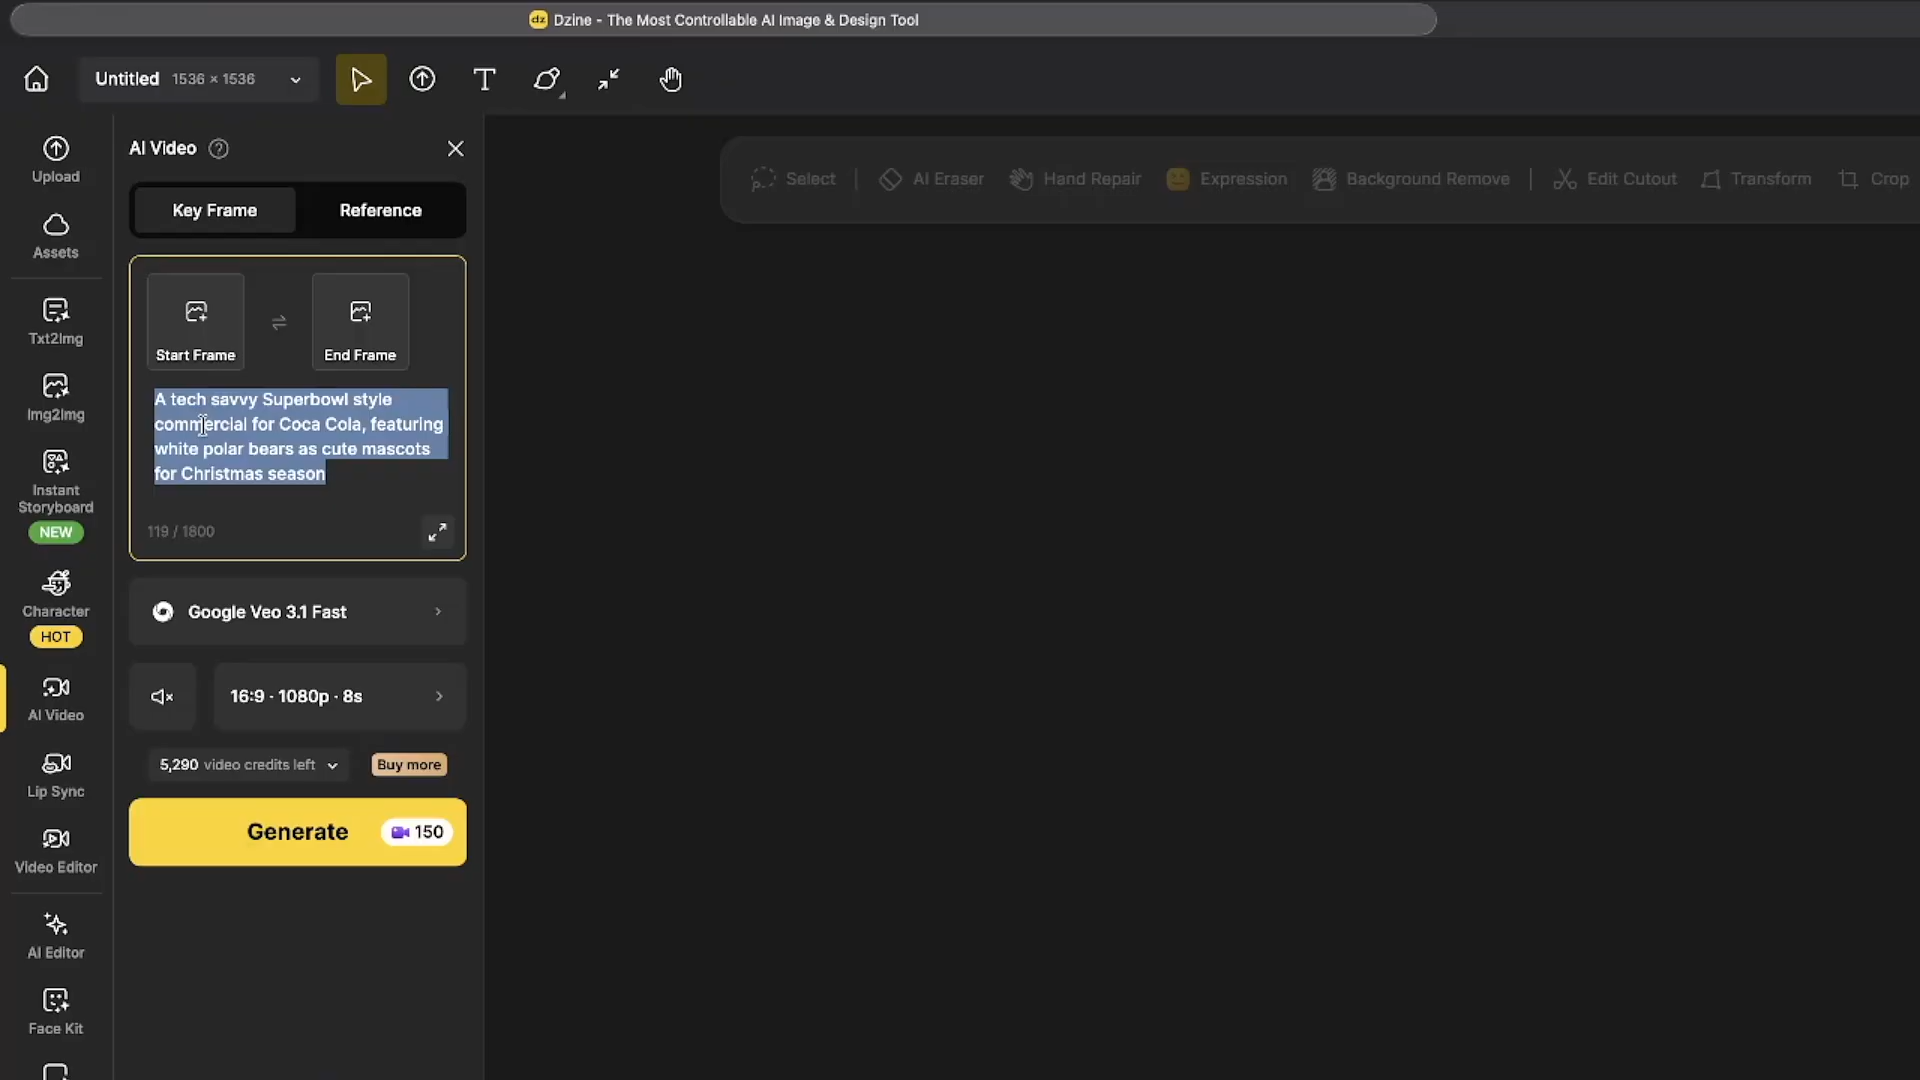 dz Dzine - The Most Controllable AI Image & Design Tool
Untitled 1536 × 1536
Upload
Assets
Txt2Img
Img2Img
Instant
Storyboard
NEW
Character
HOT
AI Video
Lip Sync
Video Editor
AI Editor
Face Kit
AI Video
Key Frame Reference
Start Frame End Frame
A tech savvy Superbowl style
commercial for Coca Cola, featuring
white polar bears as cute mascots
for Christmas season
119 / 1800
Google Veo 3.1 Fast
16:9 · 1080p · 8s
5,290 video credits left Buy more
Generate 150
Select AI Eraser Hand Repair Expression Background Remove Edit Cutout Transform Crop